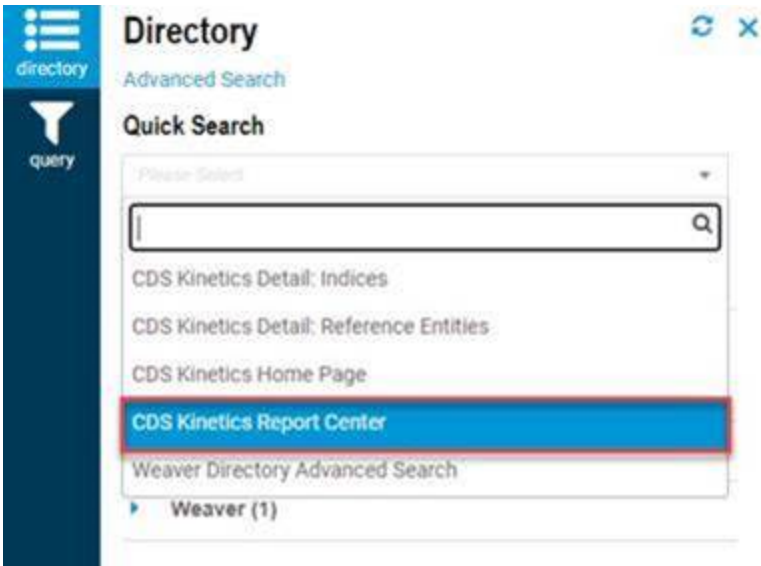 Directory
directory
Advanced Search
Quick Search
query
Please Select
CDS Kinetics Detail: Indices
CDS Kinetics Detail: Reference Entities
CDS Kinetics Home Page
CDS Kinetics Report Center
Weaver Directory Advanced Search
Weaver (1)